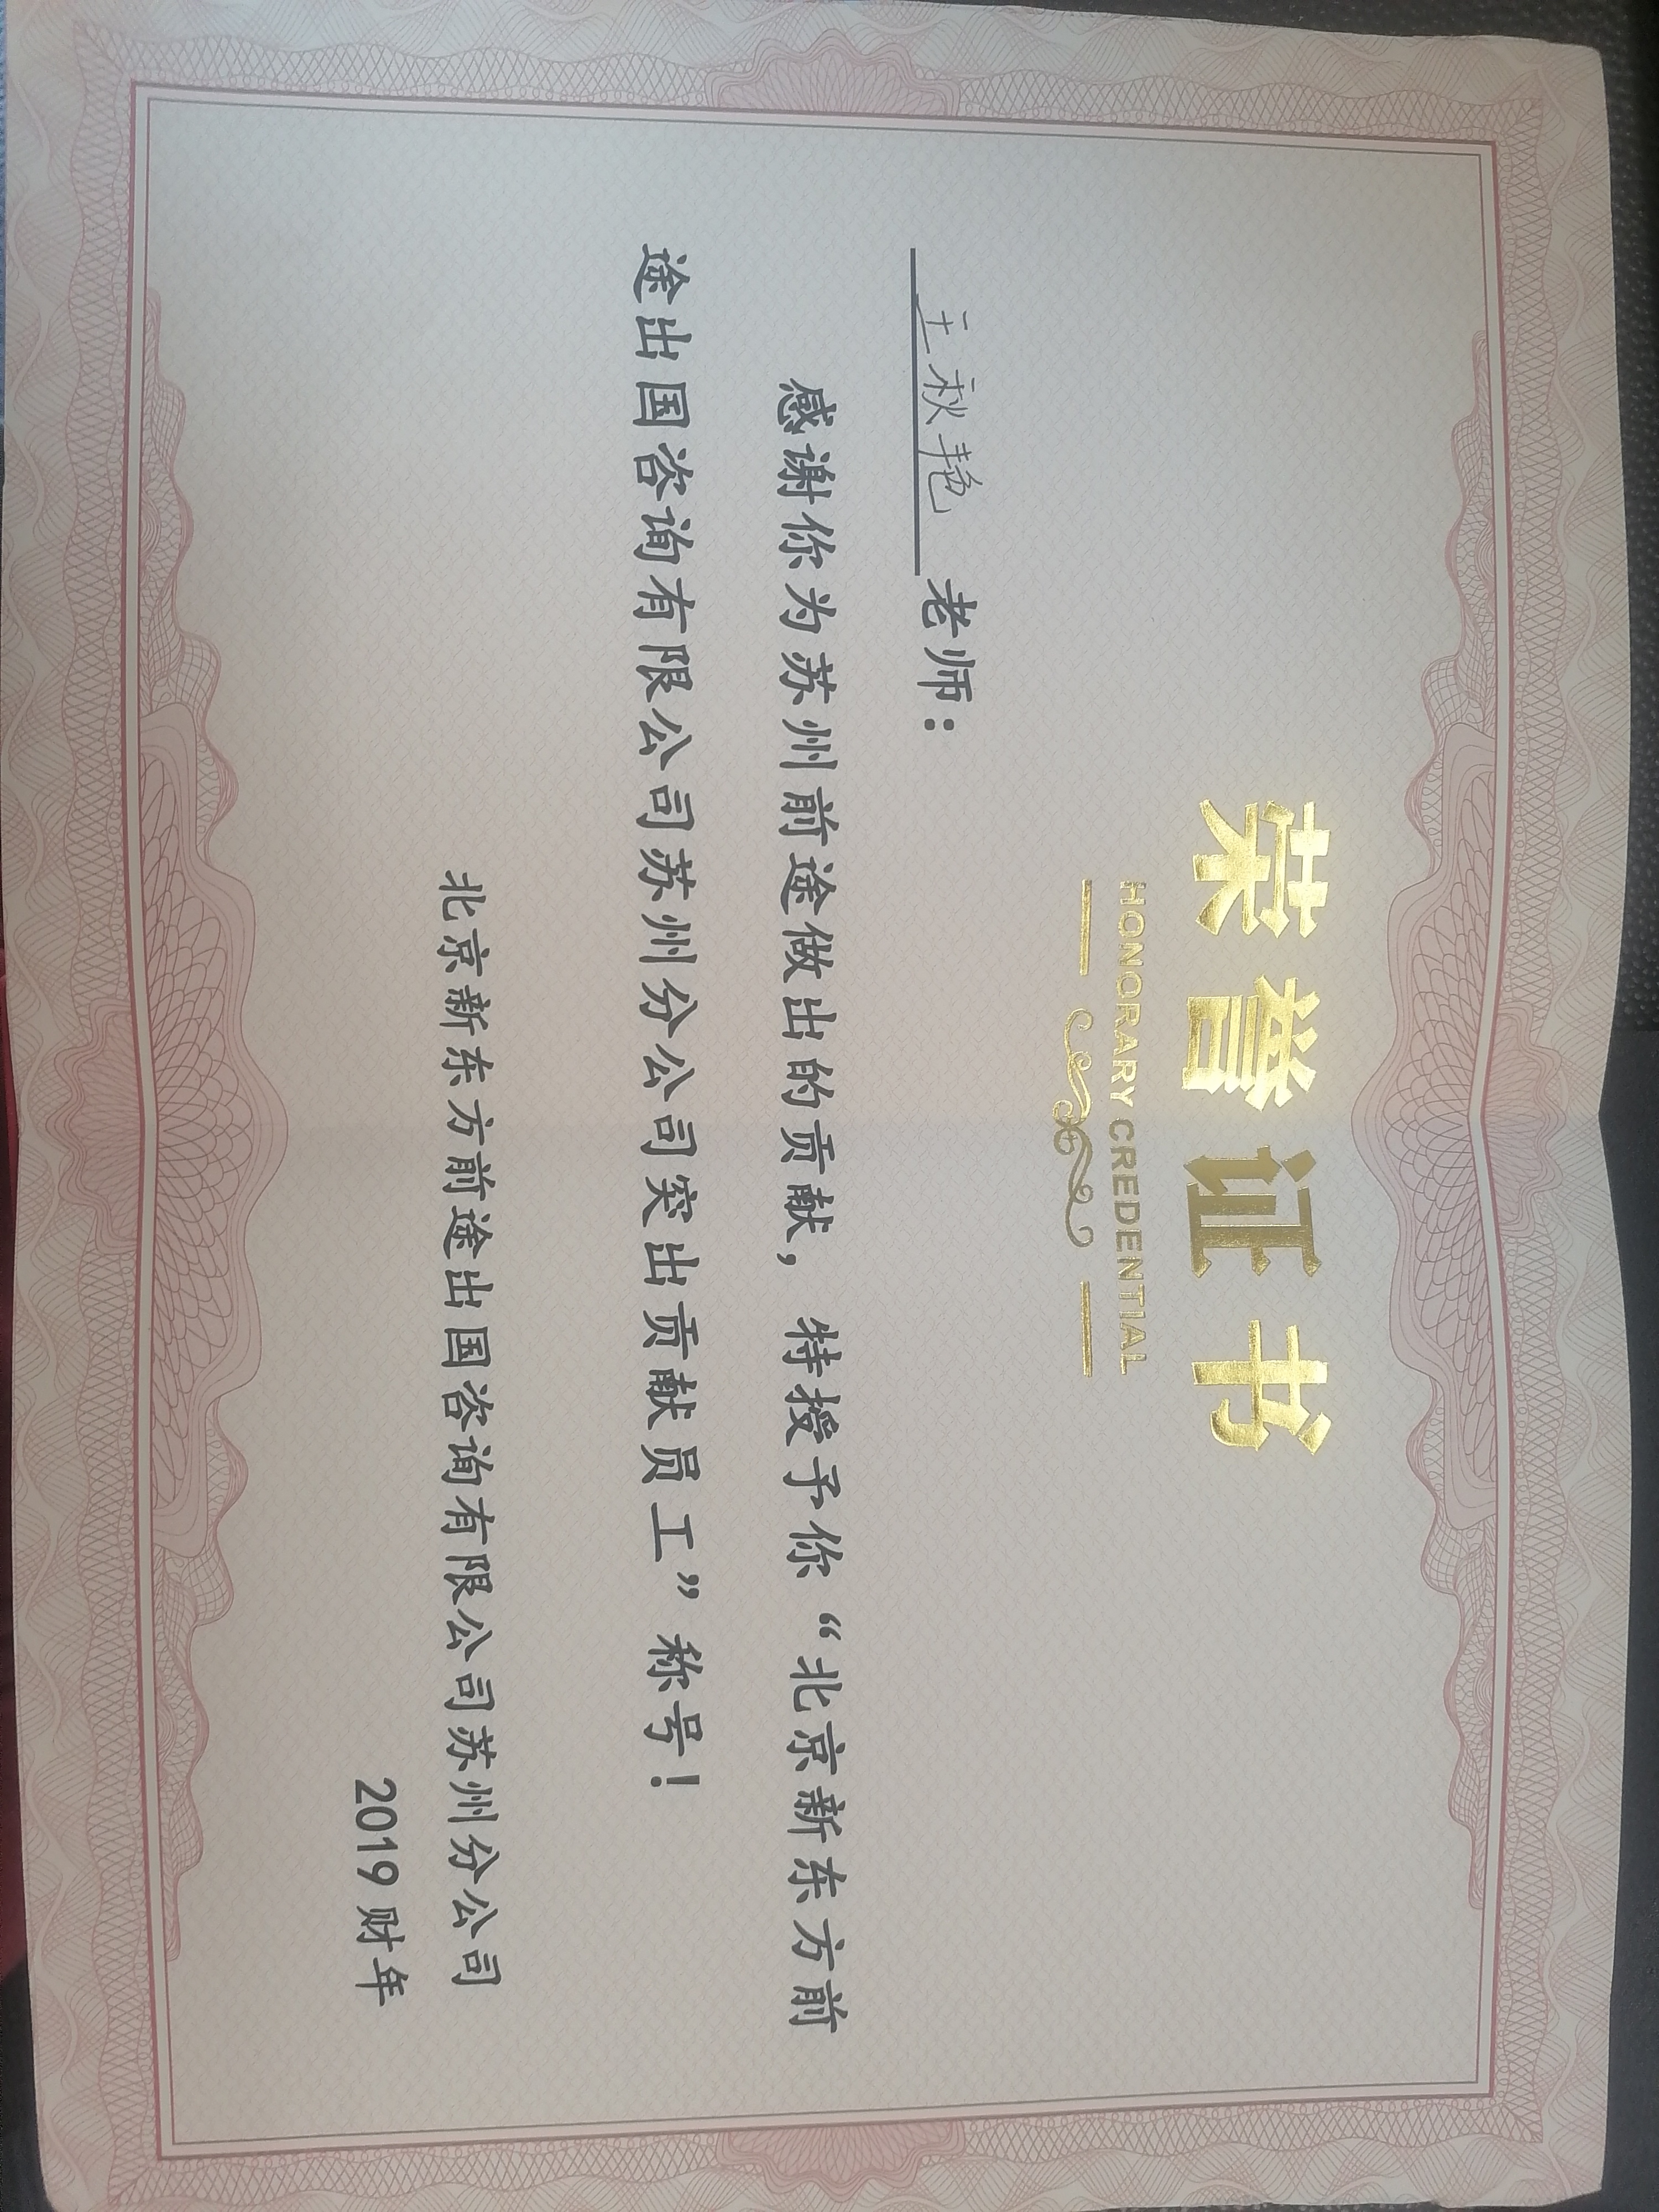 荣誉证书
HONORARY CREDENTIAL
王秋艳 老师：
感谢你为苏州前途做出的贡献，特授予你“北京新东方前
途出国咨询有限公司苏州分公司突出贡献员工”称号！
北京新东方前途出国咨询有限公司苏州分公司
2019 财年